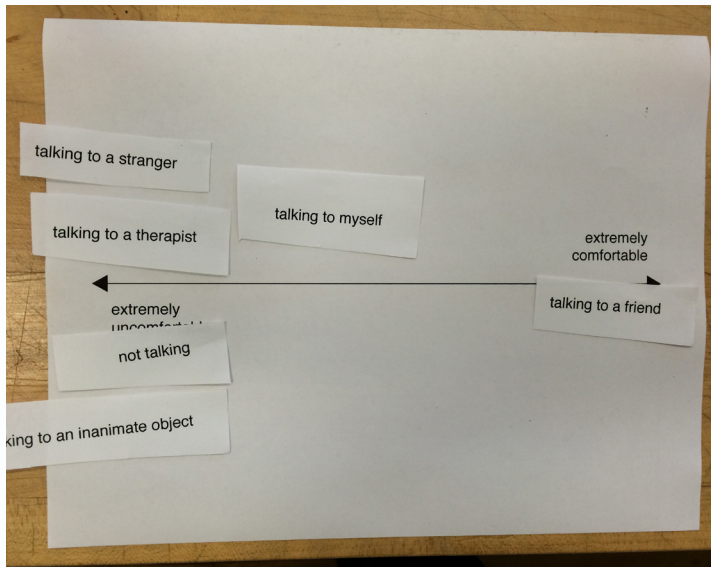 talking to a stranger
talking to myself
talking to a therapist
extremely
comfortable
talking to a friend
extremely
not talking
to an inanimate object